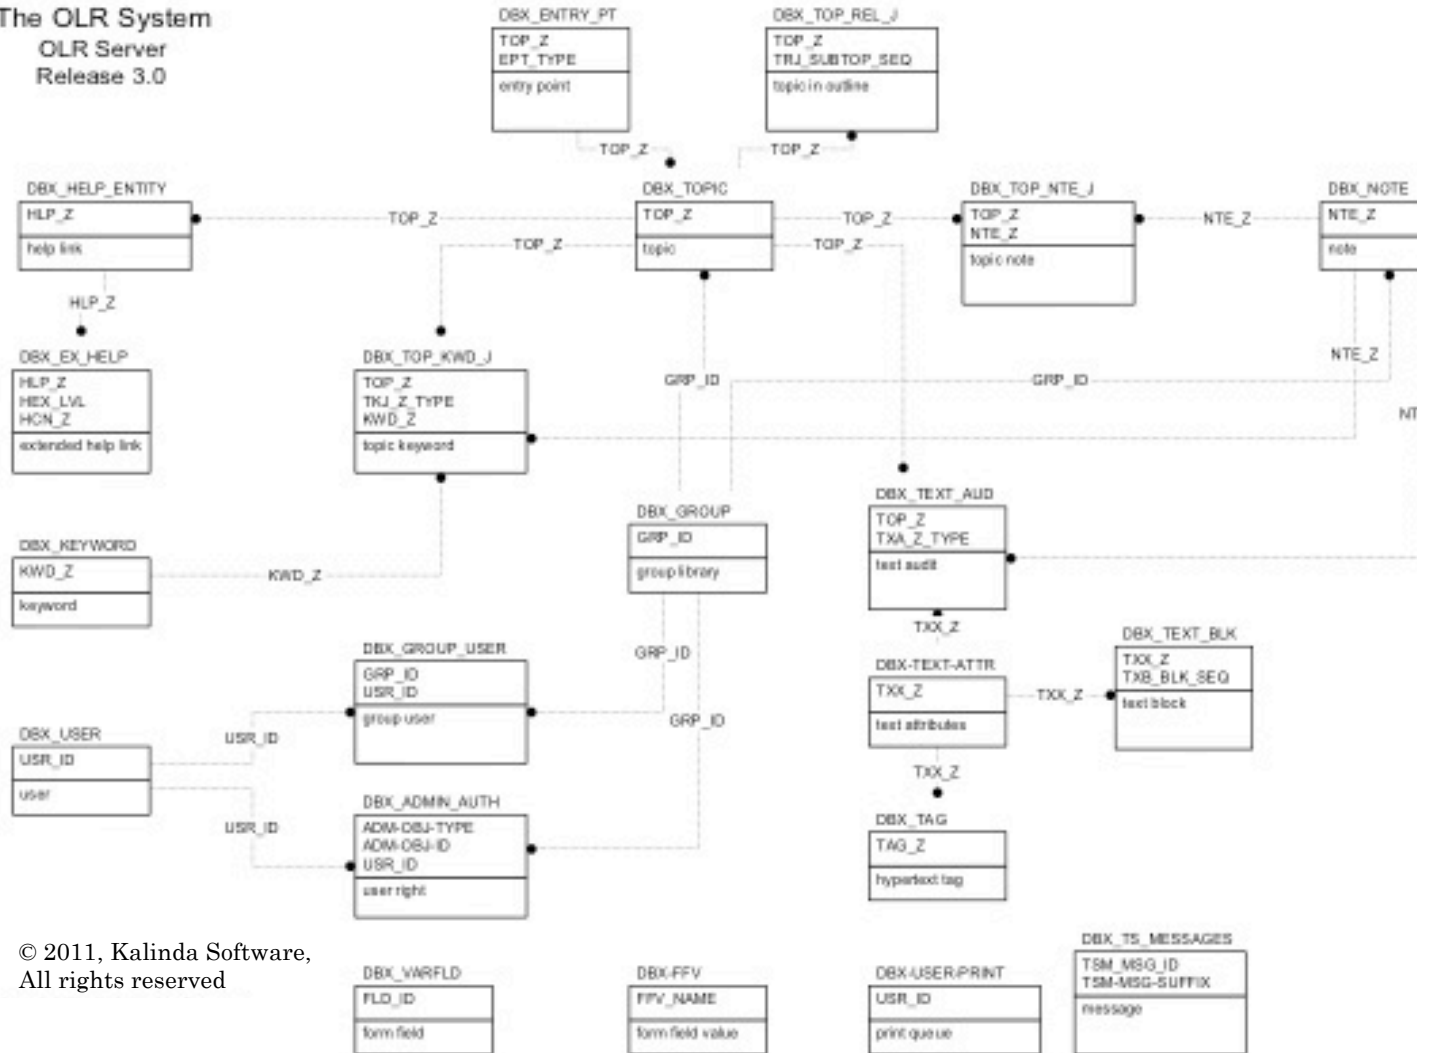 The OLR System
OLR Server
Release 3.0
DBX_ENTRY_PT
TOP_Z
EPT_TYPE
entry point
DBX_TOP_REL_J
TOP_Z
TRJ_SUBTOP_SEQ
topic in outline
TOP_Z
TOP_Z
DBX_HELP_ENTITY
HLP_Z
help link
DBX_TOPIC
TOP_Z
topic
DBX_TOP_NTE_J
TOP_Z
NTE_Z
topic note
DBX_NOTE
NTE_Z
note
TOP_Z
TOP_Z
NTE_Z
TOP_Z
TOP_Z
HLP_Z
DBX_EX_HELP
HLP_Z
HEX_LVL
HCN_Z
extended help link
DBX_TOP_KWD_J
TOP_Z
TKJ_Z_TYPE
KWD_Z
topic keyword
GRP_ID
GRP_ID
NTE_Z
NT
DBX_KEYWORD
KWD_Z
keyword
KWD_Z
DBX_GROUP
GRP_ID
group library
DBX_TEXT_AUD
TOP_Z
TXA_Z_TYPE
text audit
TXX_Z
DBX_GROUP_USER
GRP_ID
USR_ID
group user
GRP_ID
GRP_ID
DBX-TEXT-ATTR
TXX_Z
text attributes
TXX_Z
DBX_TEXT_BLK
TXX_Z
TXB_BLK_SEQ
text block
DBX_USER
USR_ID
user
USR_ID
USR_ID
DBX_ADMIN_AUTH
ADM-OBJ-TYPE
ADM-OBJ-ID
USR_ID
user right
TXX_Z
DBX_TAG
TAG_Z
hypertext tag
© 2011, Kalinda Software,
All rights reserved
DBX_VARFLD
FLD_ID
form field
DBX-FFV
FFV_NAME
form field value
DBX-USER-PRINT
USR_ID
print queue
DBX_TS_MESSAGES
TSM_MSG_ID
TSM-MSG-SUFFIX
message